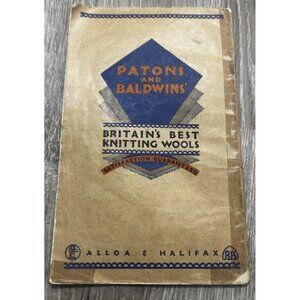 PATONS
AND
BALDWINS'
BRITAIN'S BEST
KNITTING WOOLS
SATISFACTION GUARANTEED
ALLOA & HALIFAX